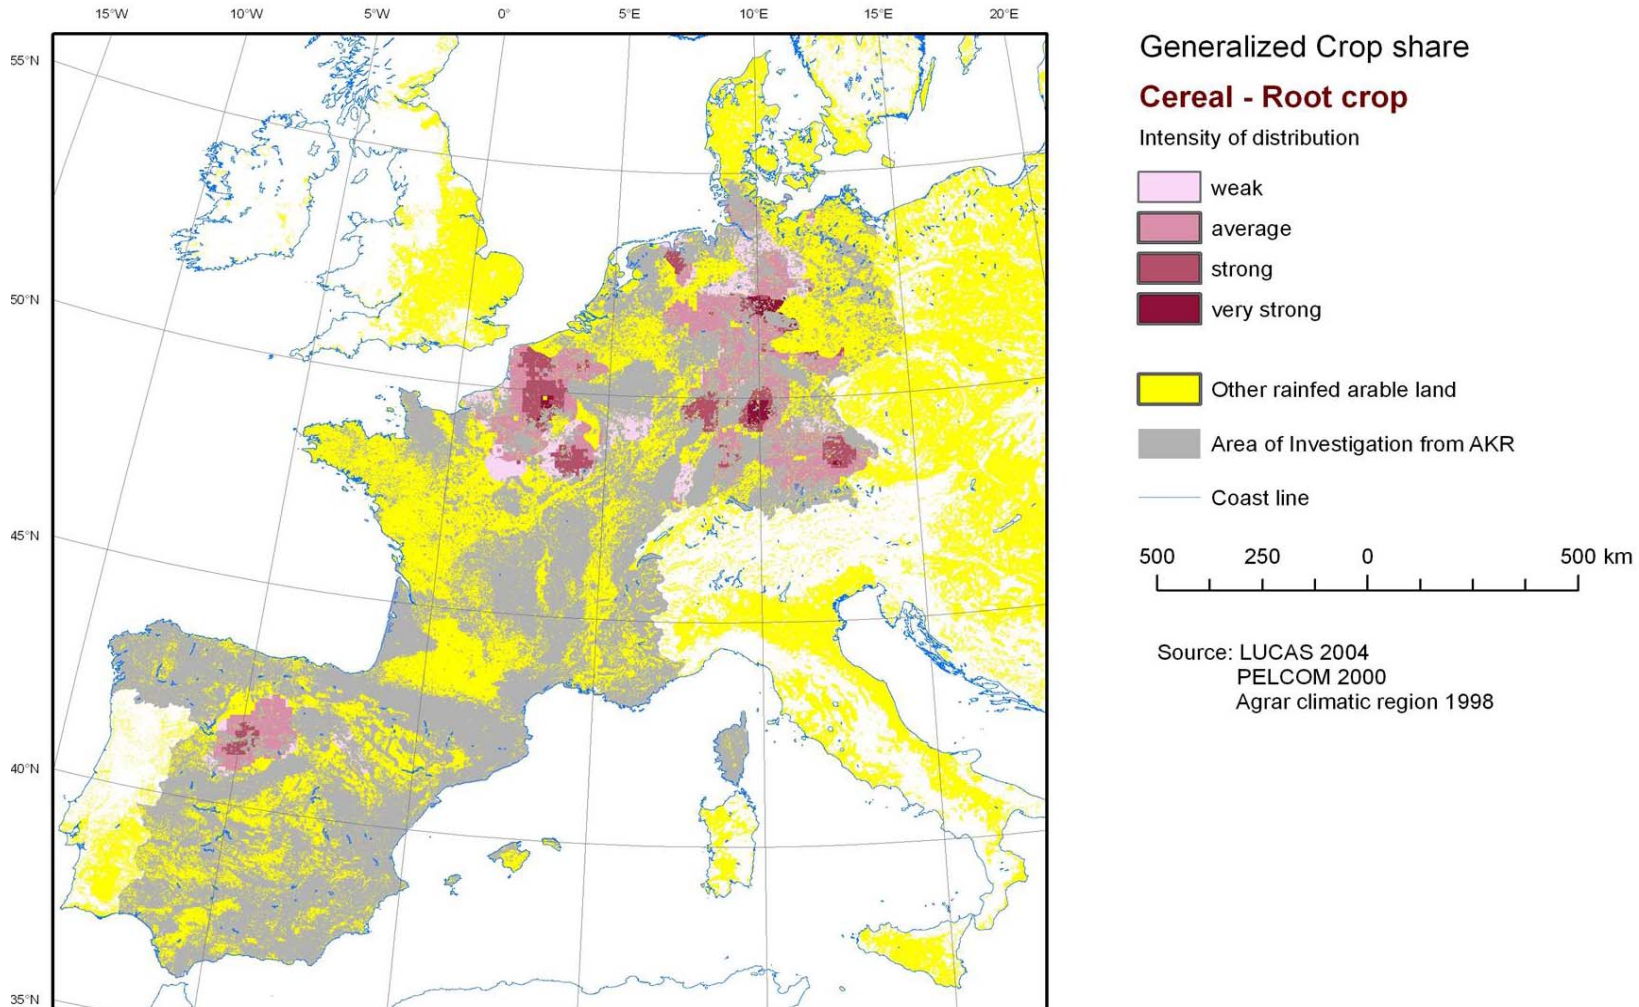 15°W
10°W
5°W
0°
5°E
10°E
15°E
20°E
55°N
50°N
45°N
40°N
35°N
Generalized Crop share
Cereal - Root crop
Intensity of distribution
weak
average
strong
very strong
Other rainfed arable land
Area of Investigation from AKR
Coast line
500 250 0 500 km
Source: LUCAS 2004
PELCOM 2000
Agrar climatic region 1998